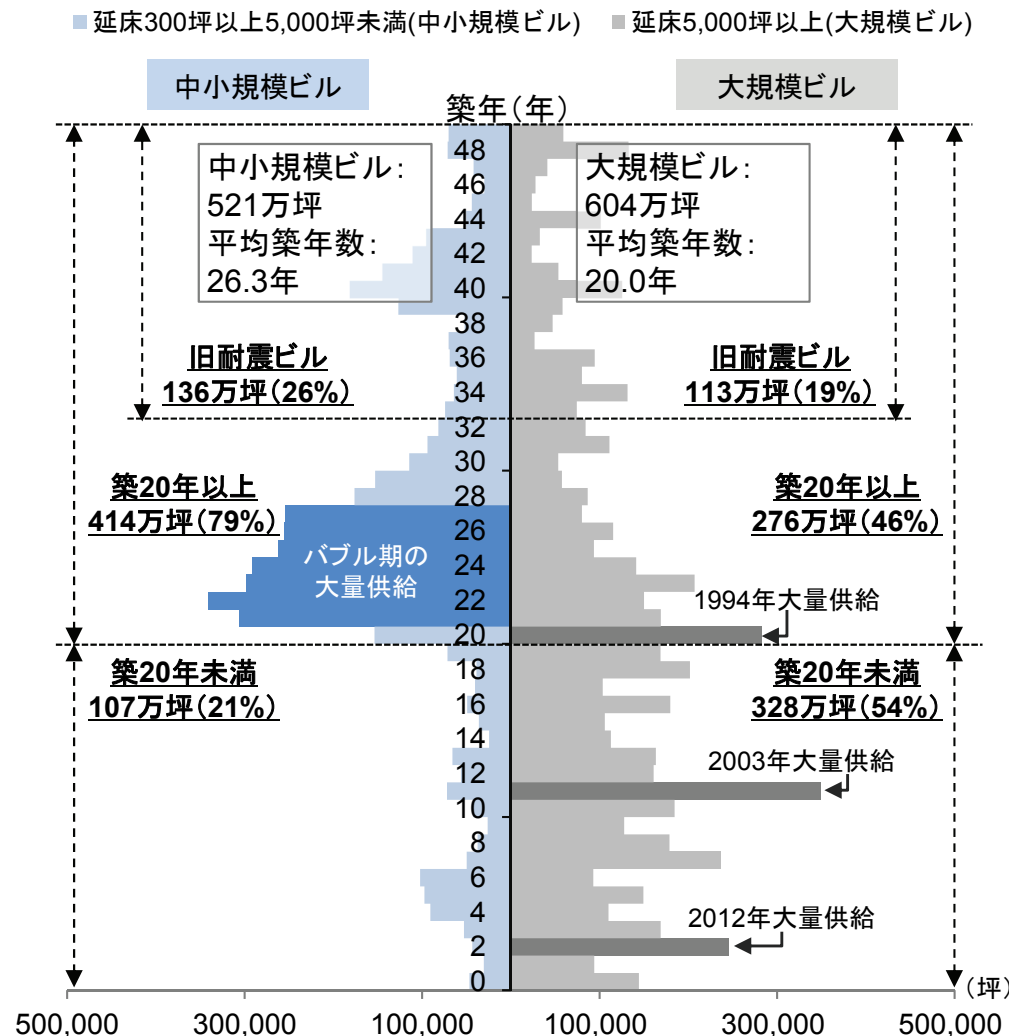 ■ 延床300坪以上5,000坪未満(中小規模ビル)
■ 延床5,000坪以上(大規模ビル)
中小規模ビル
大規模ビル
築年(年)
中小規模ビル:
521万坪
平均築年数:
26.3年
大規模ビル:
604万坪
平均築年数:
20.0年
48
46
44
42
40
38
36
34
32
30
28
26
24
22
20
18
16
14
12
10
8
6
4
2
0
旧耐震ビル
136万坪(26%)
旧耐震ビル
113万坪(19%)
築20年以上
414万坪(79%)
築20年以上
276万坪(46%)
バブル期の
大量供給
1994年大量供給
築20年未満
107万坪(21%)
築20年未満
328万坪(54%)
2003年大量供給
2012年大量供給
(坪)
500,000
300,000
100,000
100,000
300,000
500,000